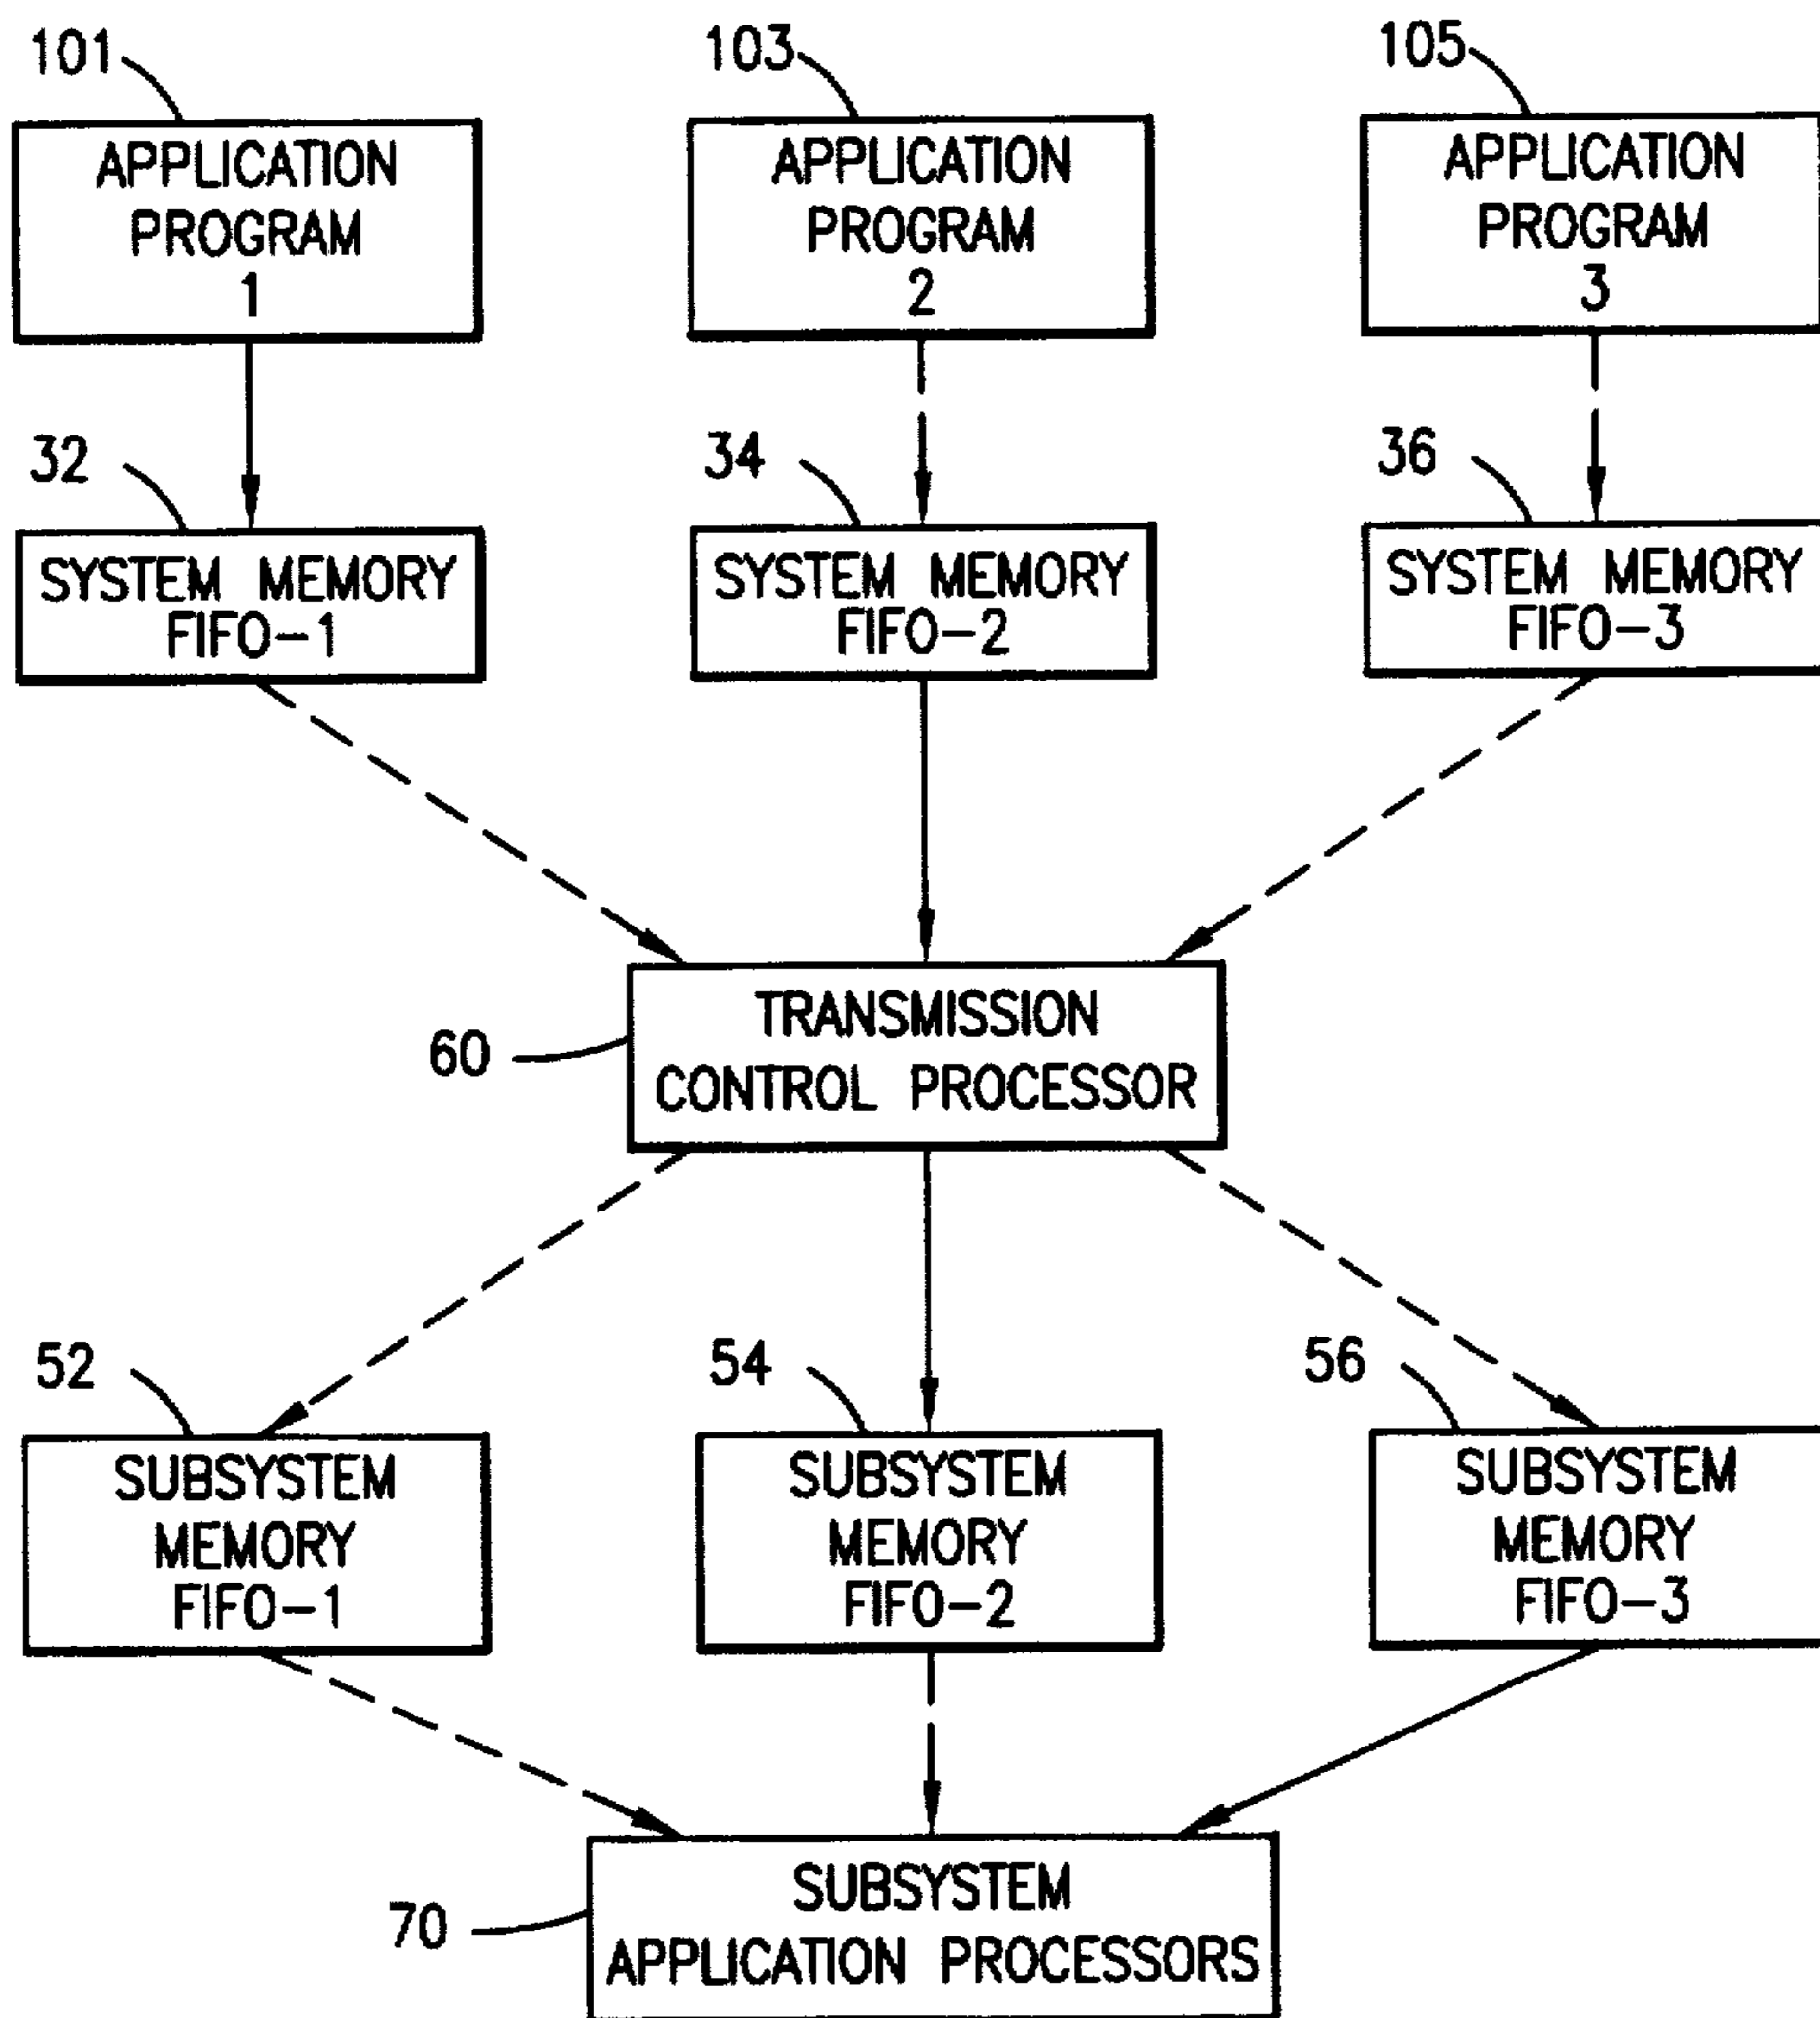 101
103
105
APPLICATION
PROGRAM
1
APPLICATION
PROGRAM
2
APPLICATION
PROGRAM
3
32
34
36
SYSTEM MEMORY
FIFO-1
SYSTEM MEMORY
FIFO-2
SYSTEM MEMORY
FIFO-3
60
TRANSMISSION
CONTROL PROCESSOR
52
54
56
SUBSYSTEM
MEMORY
FIFO-1
SUBSYSTEM
MEMORY
FIFO-2
SUBSYSTEM
MEMORY
FIFO-3
70
SUBSYSTEM
APPLICATION PROCESSORS